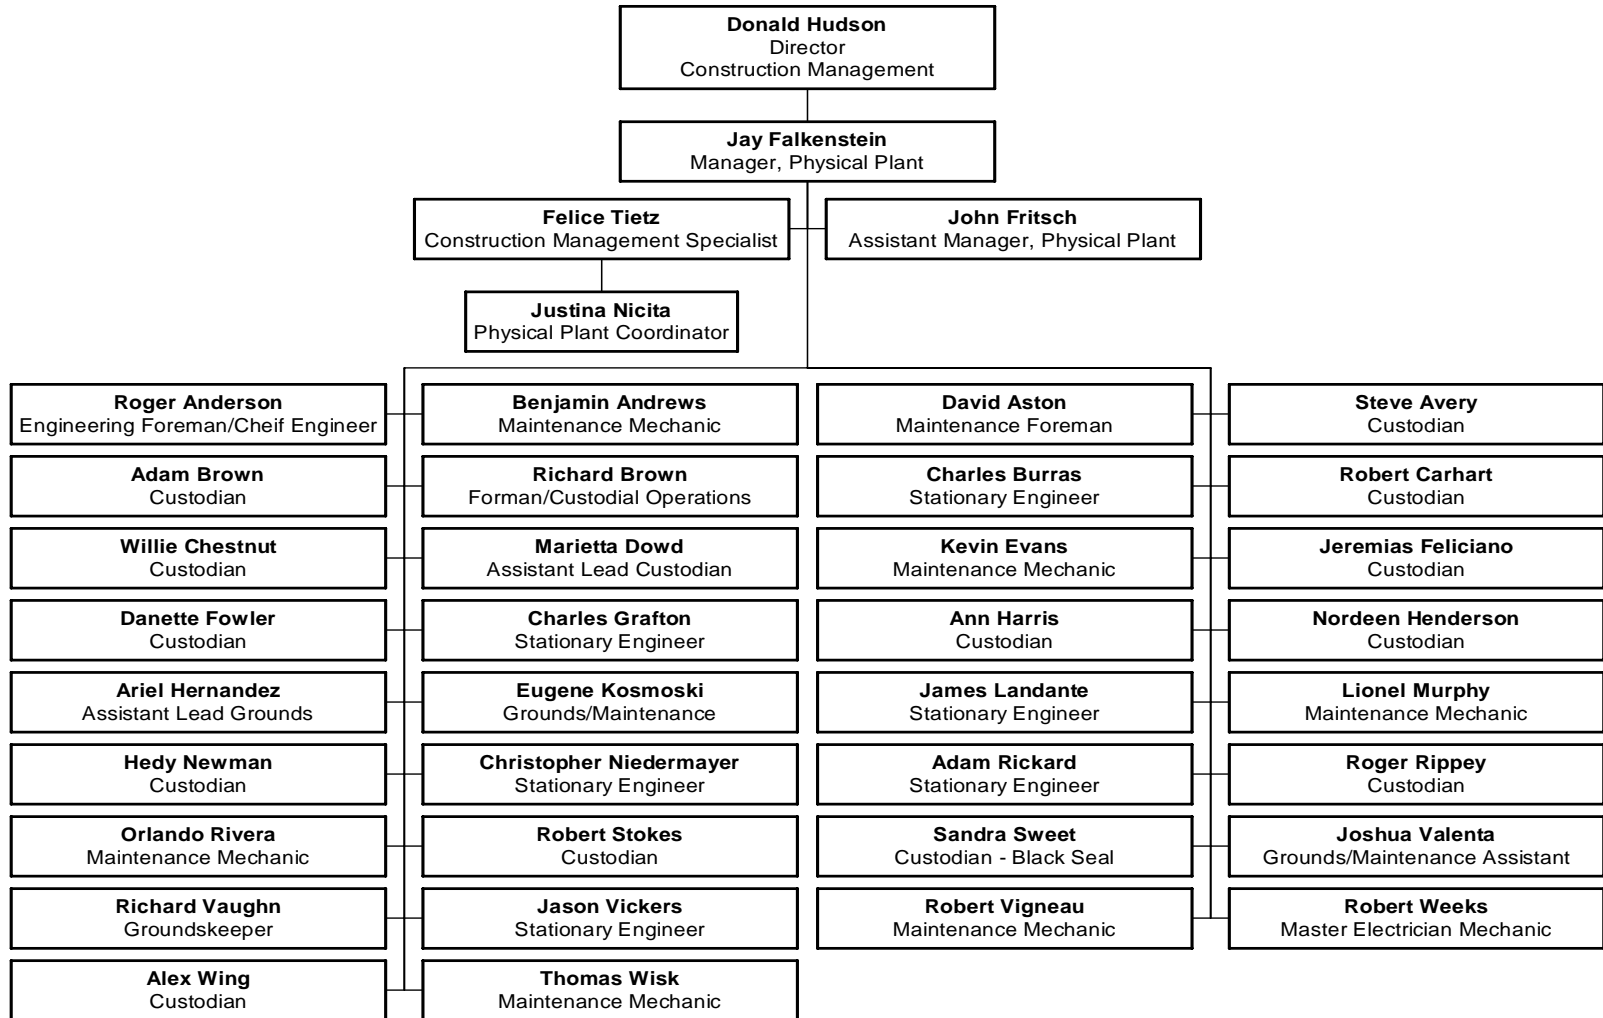 Donald Hudson
Director
Construction Management
Jay Falkenstein
Manager, Physical Plant
Felice Tietz
Construction Management Specialist
John Fritsch
Assistant Manager, Physical Plant
Justina Nicita
Physical Plant Coordinator
Roger Anderson
Engineering Foreman/Cheif Engineer
Benjamin Andrews
Maintenance Mechanic
David Aston
Maintenance Foreman
Steve Avery
Custodian
Adam Brown
Custodian
Richard Brown
Forman/Custodial Operations
Charles Burras
Stationary Engineer
Robert Carhart
Custodian
Willie Chestnut
Custodian
Marietta Dowd
Assistant Lead Custodian
Kevin Evans
Maintenance Mechanic
Jeremias Feliciano
Custodian
Danette Fowler
Custodian
Charles Grafton
Stationary Engineer
Ann Harris
Custodian
Nordeen Henderson
Custodian
Ariel Hernandez
Assistant Lead Grounds
Eugene Kosmoski
Grounds/Maintenance
James Landante
Stationary Engineer
Lionel Murphy
Maintenance Mechanic
Hedy Newman
Custodian
Christopher Niedermayer
Stationary Engineer
Adam Rickard
Stationary Engineer
Roger Rippey
Custodian
Orlando Rivera
Maintenance Mechanic
Robert Stokes
Custodian
Sandra Sweet
Custodian - Black Seal
Joshua Valenta
Grounds/Maintenance Assistant
Richard Vaughn
Groundskeeper
Jason Vickers
Stationary Engineer
Robert Vigneau
Maintenance Mechanic
Robert Weeks
Master Electrician Mechanic
Alex Wing
Custodian
Thomas Wisk
Maintenance Mechanic